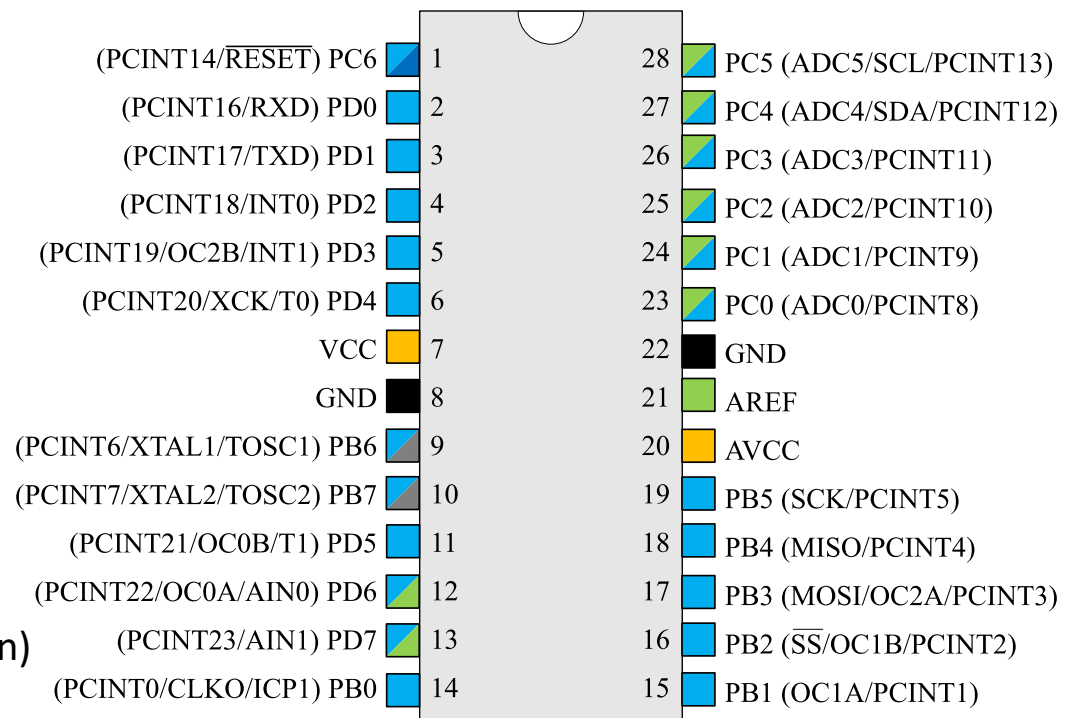 (PCINT14/RESET) PC6 1 28 PC5 (ADC5/SCL/PCINT13)
(PCINT16/RXD) PD0 2 27 PC4 (ADC4/SDA/PCINT12)
(PCINT17/TXD) PD1 3 26 PC3 (ADC3/PCINT11)
(PCINT18/INT0) PD2 4 25 PC2 (ADC2/PCINT10)
(PCINT19/OC2B/INT1) PD3 5 24 PC1 (ADC1/PCINT9)
(PCINT20/XCK/T0) PD4 6 23 PC0 (ADC0/PCINT8)
VCC 7 22 GND
GND 8 21 AREF
(PCINT6/XTAL1/TOSC1) PB6 9 20 AVCC
(PCINT7/XTAL2/TOSC2) PB7 10 19 PB5 (SCK/PCINT5)
(PCINT21/OC0B/T1) PD5 11 18 PB4 (MISO/PCINT4)
(PCINT22/OC0A/AIN0) PD6 12 17 PB3 (MOSI/OC2A/PCINT3)
(PCINT23/AIN1) PD7 13 16 PB2 (SS/OC1B/PCINT2)
(PCINT0/CLKO/ICP1) PB0 14 15 PB1 (OC1A/PCINT1)